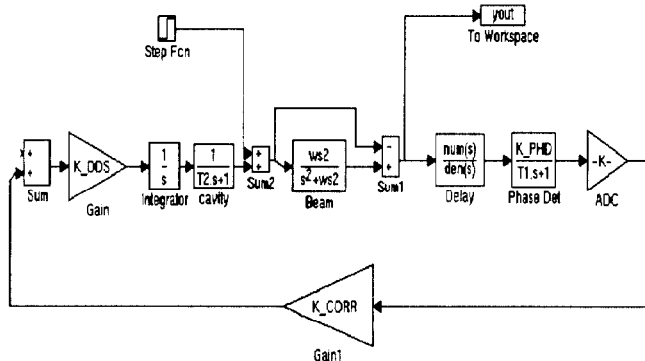 yout
To Workspace
Step Fcn
x
+
+
Sum
K_DDS
Gain
1
s
Integrator
1
T2.s+1
cavity
+
+
Sum2
ws2
s²+ws2
Beam
-
+
Sum1
num(s)
den(s)
Delay
K_PHD
T1.s+1
Phase Det
-K-
ADC
K_CORR
Gain1